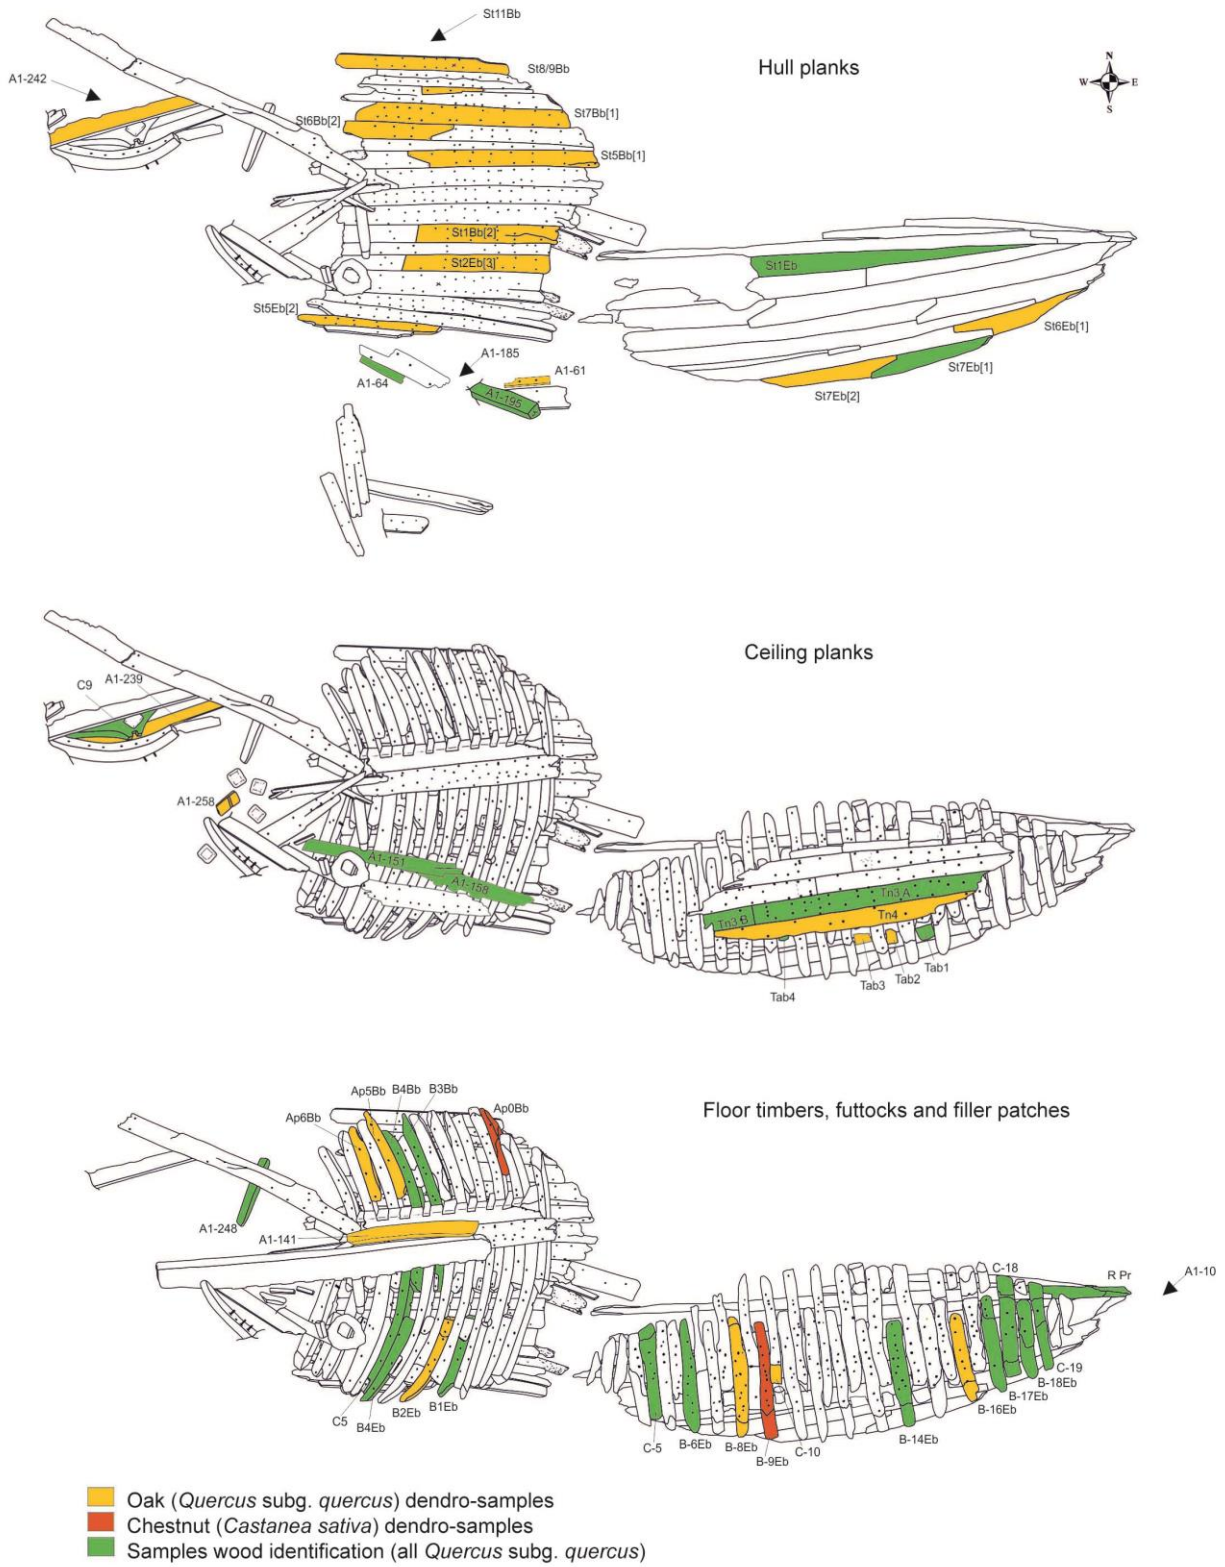 St11Bb
Hull planks
N
W E
S
A1-242
St8/9Bb
St6Bb[2]
St7Bb[1]
St5Bb[1]
St1Bb[2]
St2Eb[3]
St5Eb[2]
St1Eb
St6Eb[1]
St7Eb[1]
St7Eb[2]
A1-185
A1-64
A1-61
A1-195
Ceiling planks
C9
A1-239
A1-258
A1-151
A1-158
Tn3 A
Tn3 B
Tn4
Tab1
Tab2
Tab3
Tab4
Floor timbers, futtocks and filler patches
Ap6Bb
Ap5Bb
B4Bb
B3Bb
Ap0Bb
A1-248
A1-141
C5
B4Eb
B2Eb
B1Eb
C-18
R Pr
A1-10
C-19
B-18Eb
B-17Eb
B-16Eb
B-14Eb
C-5
B-6Eb
B-8Eb
B-9Eb
C-10
Oak (Quercus subg. quercus) dendro-samples
Chestnut (Castanea sativa) dendro-samples
Samples wood identification (all Quercus subg. quercus)